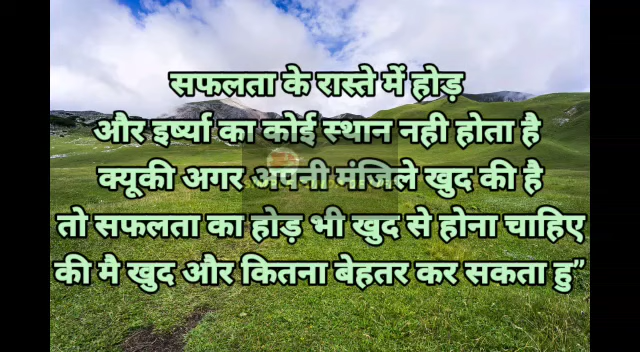 सफलता के रास्ते में होड़
और इर्ष्या का कोई स्थान नही होता है
क्यूकी अगर अपनी मंजिले खुद की है
तो सफलता का होड़ भी खुद से होना चाहिए
की मै खुद और कितना बेहतर कर सकता हु”